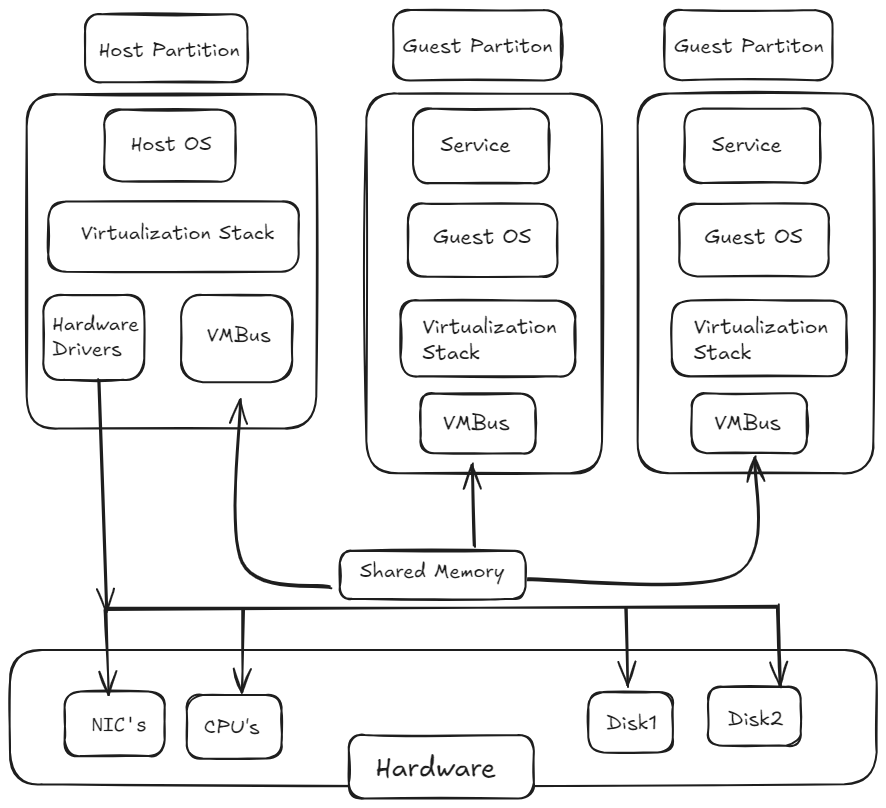 Host Partition
Guest Partiton
Guest Partiton
Host OS
Virtualization Stack
Hardware
Drivers
VMBus
Service
Guest OS
Virtualization
Stack
VMBus
Service
Guest OS
Virtualization
Stack
VMBus
Shared Memory
NIC's
CPU's
Disk1
Disk2
Hardware